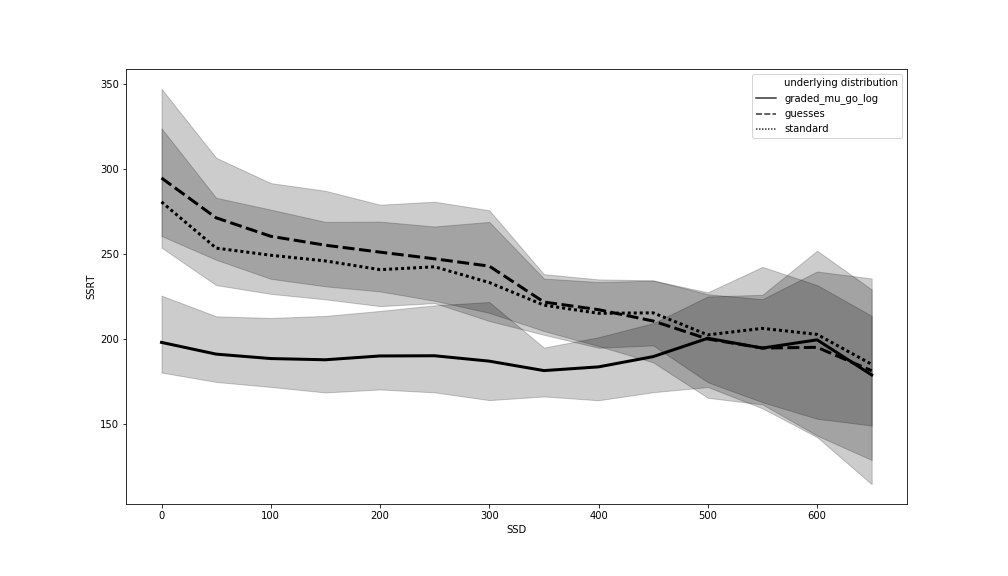 350
300
250
200
150
SSRT
0
100
200
300
400
500
600
SSD
underlying distribution
graded_mu_go_log
guesses
standard